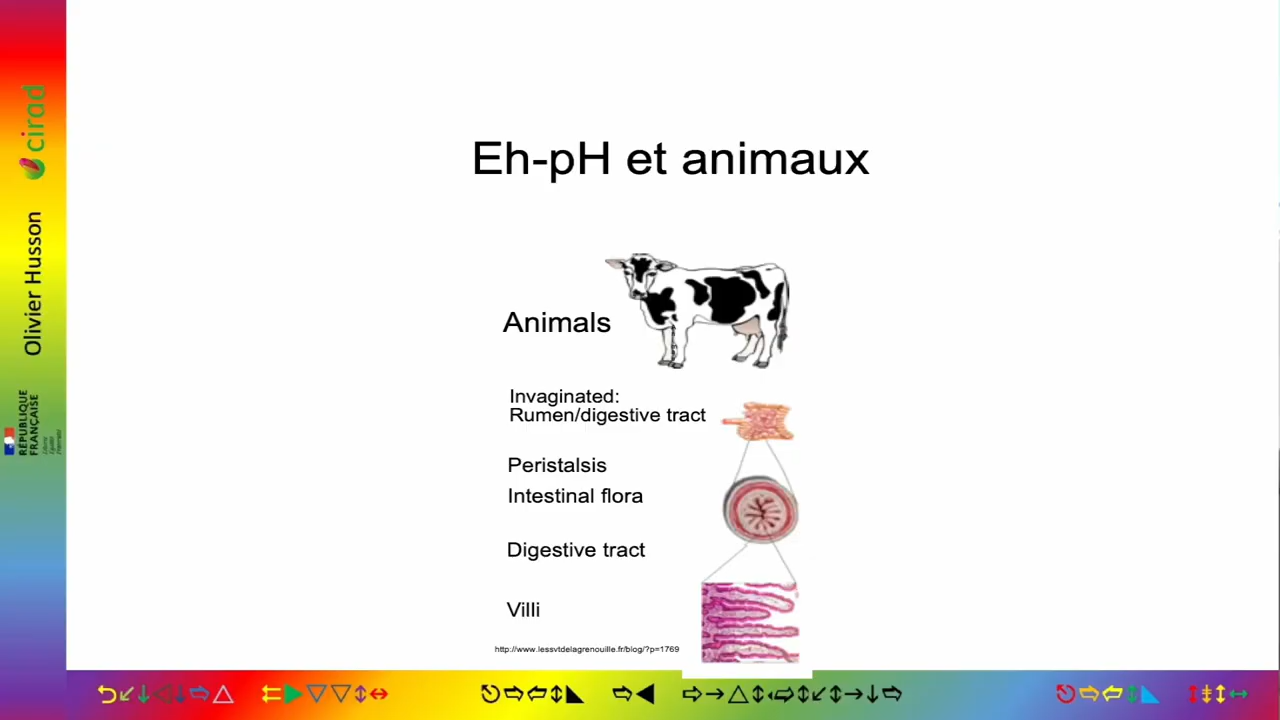 Eh-pH et animaux
Animals
Invaginated:
Rumen/digestive tract
Peristalsis
Intestinal flora
Digestive tract
Villi
http://www.lessvtdelagrenouille.fr/blog/?p=1769
cirad
Olivier Husson
RÉPUBLIQUE
FRANÇAISE